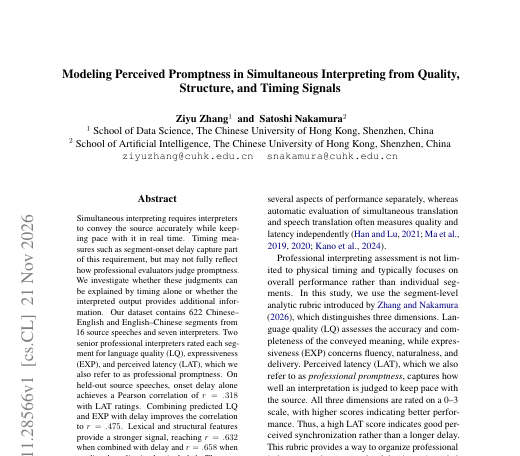 Modeling Perceived Promptness in Simultaneous Interpreting from Quality,
Structure, and Timing Signals
Ziyu Zhang1 and Satoshi Nakamura2
1 School of Data Science, The Chinese University of Hong Kong, Shenzhen, China
2 School of Artificial Intelligence, The Chinese University of Hong Kong, Shenzhen, China
ziyuzhang@cuhk.edu.cn snakamura@cuhk.edu.cn
11.28566v1 [cs.CL] 21 Nov 2026
Abstract
Simultaneous interpreting requires interpreters
to convey the source accurately while keep-
ing pace with it in real time. Timing mea-
sures such as segment-onset delay capture part
of this requirement, but may not fully reflect
how professional evaluators judge promptness.
We investigate whether these judgments can
be explained by timing alone or whether the
interpreted output provides additional infor-
mation. Our dataset contains 622 Chinese–
English and English–Chinese segments from
16 source speeches and seven interpreters. Two
senior professional interpreters rated each seg-
ment for language quality (LQ), expressiveness
(EXP), and perceived latency (LAT), which we
also refer to as professional promptness. On
held-out source speeches, onset delay alone
achieves a Pearson correlation of r = .318
with LAT ratings. Combining predicted LQ
and EXP with delay improves the correlation
to r = .475. Lexical and structural features
provide a stronger signal, reaching r = .632
when combined with delay and r = .658 when
several aspects of performance separately, whereas
automatic evaluation of simultaneous translation
and speech translation often measures quality and
latency independently (Han and Lu, 2021; Ma et al.,
2019, 2020; Kano et al., 2024).
Professional interpreting assessment is not lim-
ited to physical timing and typically focuses on
overall performance rather than individual seg-
ments. In this study, we use the segment-level
analytic rubric introduced by Zhang and Nakamura
(2026), which distinguishes three dimensions. Lan-
guage quality (LQ) assesses the accuracy and com-
pleteness of the conveyed meaning, while expres-
siveness (EXP) concerns fluency, naturalness, and
delivery. Perceived latency (LAT), which we also
refer to as professional promptness, captures how
well an interpretation is judged to keep pace with
the source. All three dimensions are rated on a 0–3
scale, with higher scores indicating better perfor-
mance. Thus, a high LAT score indicates good per-
ceived synchronization rather than a longer delay.
This rubric provides a way to organize professional